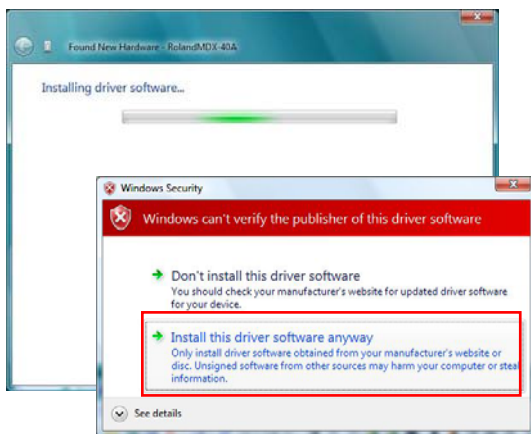 Found New Hardware - RolandMDX-40A
Installing driver software...
Windows Security
Windows can't verify the publisher of this driver software
Don't install this driver software
You should check your manufacturer's website for updated driver software
for your device.
Install this driver software anyway
Only install driver software obtained from your manufacturer's website or
disc. Unsigned software from other sources may harm your computer or steal
information.
See details